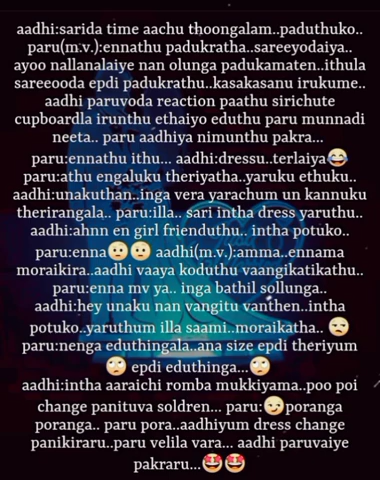 aadhi:sarida time aachu thoongalam..paduthuko..
paru(m.v.):ennathu padukratha..sareeyodaiya..
ayoo nallanalaiye nan olunga padukamaten..ithula
sareeooda epdi padukrathu..kasakasanu irukume..
aadhi paruvoda reaction paathu sirichute
cupboardla irunthu ethaiyo eduthu paru munnadi
neeta.. paru aadhiya nimunthu pakra...
paru:ennathu ithu... aadhi:dressu..terlaiya😂
paru:athu engaluku theriyatha..yaruku ethuku..
aadhi:unakuthan..inga vera yarachum un kannuku
therirangala.. paru:illa.. sari intha dress yaruthu..
aadhi:ahnn en girl frienduthu.. intha potuko..
paru:enna🙁🙁 aadhi(m.v.):amma..ennama
moraikira..aadhi vaaya koduthu vaangikatikathu..
paru:enna mv ya.. inga bathil sollunga..
aadhi:hey unaku nan vangitu vanthen..intha
potuko..yaruthum illa saami..moraikatha.. 😒
paru:nenga eduthingala..ana size epdi theriyum
🙄 epdi eduthinga...🙄
aadhi:intha aaraichi romba mukkiyama..poo poi
change panituva soldren... paru:😏poranga
poranga.. paru pora..aadhiyum dress change
panikiraru..paru velila vara... aadhi paruvaiye
pakraru...🤩🤩